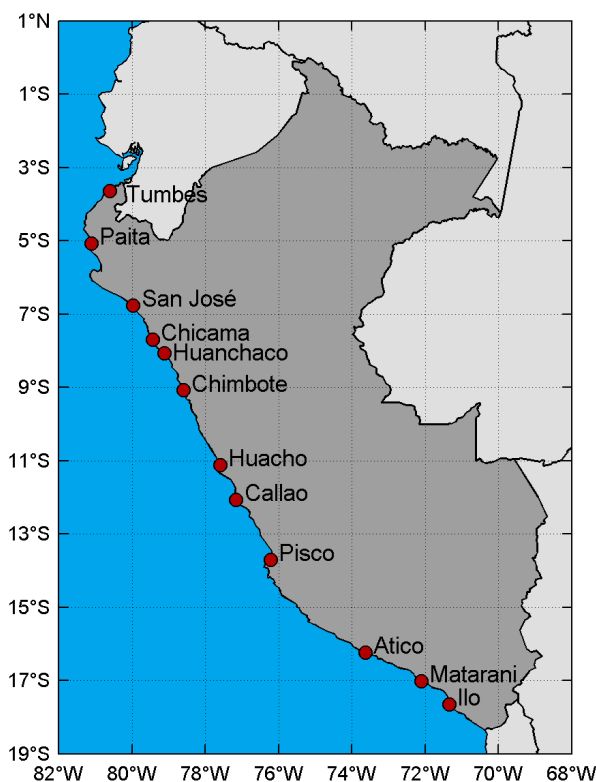 1°N
1°S
3°S
Tumbes
Paita
5°S
San José
7°S
Chicama
Huanchaco
Chimbote
9°S
Huacho
11°S
Callao
13°S
Pisco
15°S
Atico
Matarani
17°S
Ilo
19°S
82°W 80°W 78°W 76°W 74°W 72°W 70°W 68°W